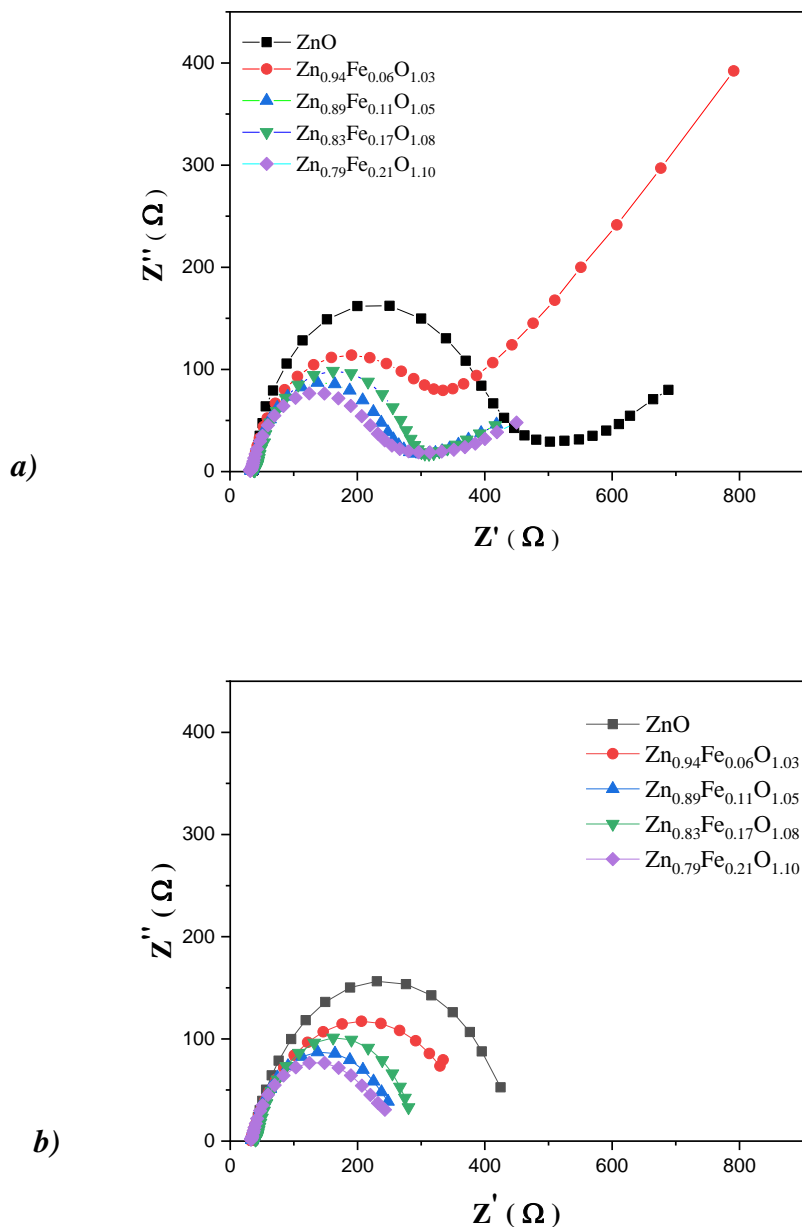 400
300
200
100
0
Z'' ( Ω )
ZnO
Zn0.94Fe0.06O1.03
Zn0.89Fe0.11O1.05
Zn0.83Fe0.17O1.08
Zn0.79Fe0.21O1.10
0 200 400 600 800
Z' ( Ω )
a)
400
300
200
100
0
Z'' ( Ω )
ZnO
Zn0.94Fe0.06O1.03
Zn0.89Fe0.11O1.05
Zn0.83Fe0.17O1.08
Zn0.79Fe0.21O1.10
0 200 400 600 800
Z' ( Ω )
b)